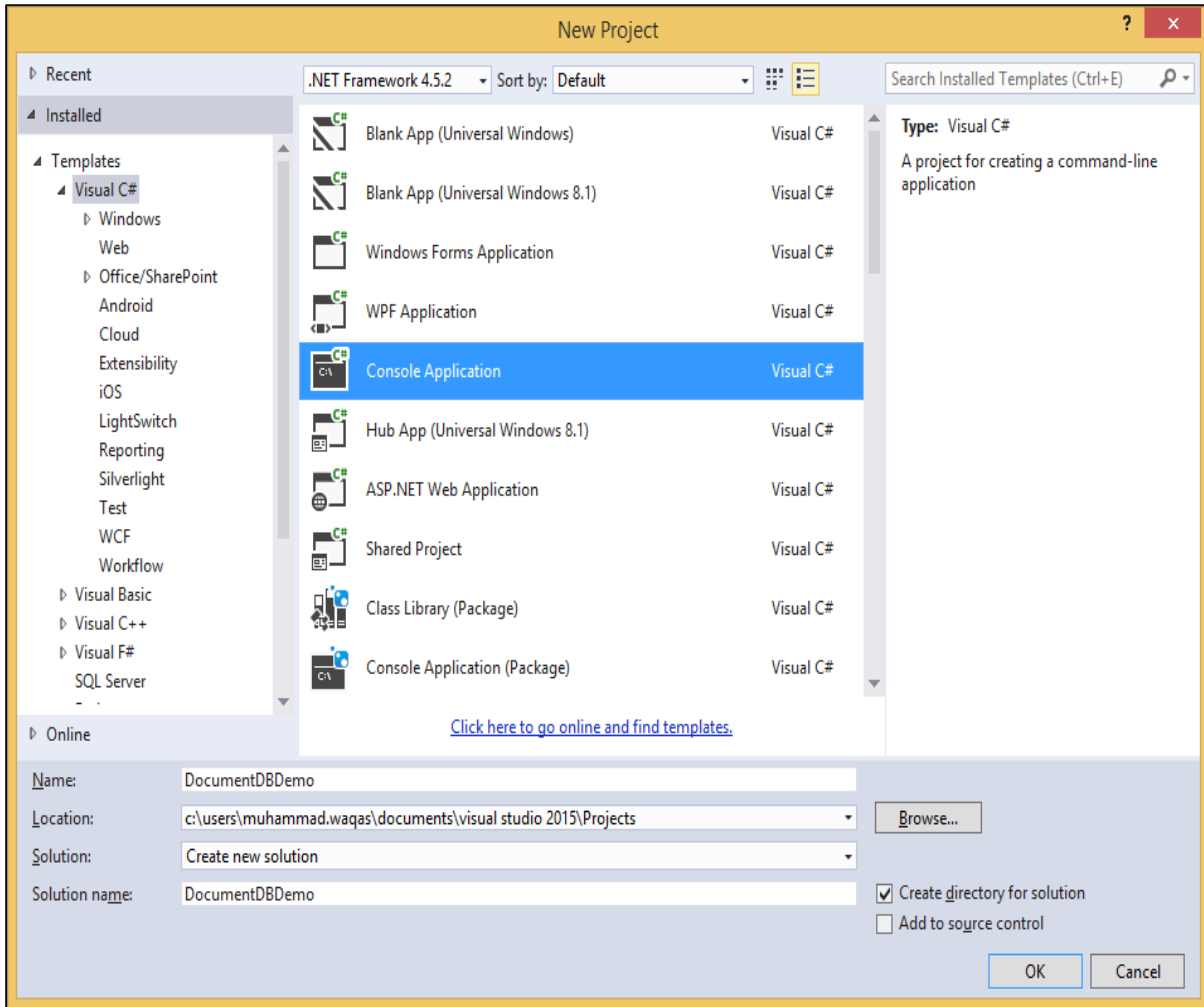 New Project
?
x
Recent
Installed
Templates
Visual C#
Windows
Web
Office/SharePoint
Android
Cloud
Extensibility
iOS
LightSwitch
Reporting
Silverlight
Test
WCF
Workflow
Visual Basic
Visual C++
Visual F#
SQL Server
Online
.NET Framework 4.5.2
Sort by: Default
C# Blank App (Universal Windows) Visual C#
C# Blank App (Universal Windows 8.1) Visual C#
C# Windows Forms Application Visual C#
C# WPF Application Visual C#
C# C:\ Console Application Visual C#
C# Hub App (Universal Windows 8.1) Visual C#
C# ASP.NET Web Application Visual C#
C# Shared Project Visual C#
Class Library (Package) Visual C#
C:\ Console Application (Package) Visual C#
Click here to go online and find templates.
Search Installed Templates (Ctrl+E)
Type: Visual C#
A project for creating a command-line
application
Name: DocumentDBDemo
Location: c:\users\muhammad.waqas\documents\visual studio 2015\Projects
Browse...
Solution: Create new solution
Solution name: DocumentDBDemo
Create directory for solution
Add to source control
OK
Cancel